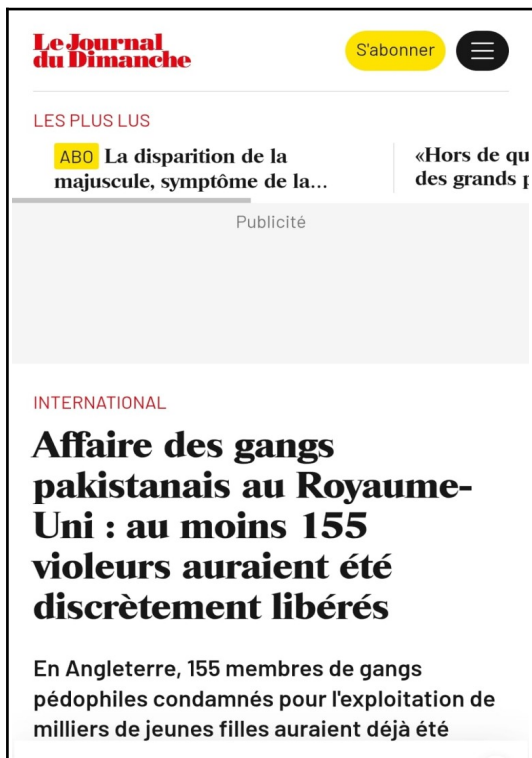 Le Journal
du Dimanche
S'abonner
LES PLUS LUS
ABO La disparition de la
majuscule, symptôme de la...
«Hors de qu
des grands p
Publicité
INTERNATIONAL
Affaire des gangs
pakistanais au Royaume-
Uni : au moins 155
violeurs auraient été
discrètement libérés
En Angleterre, 155 membres de gangs
pédophiles condamnés pour l'exploitation de
milliers de jeunes filles auraient déjà été